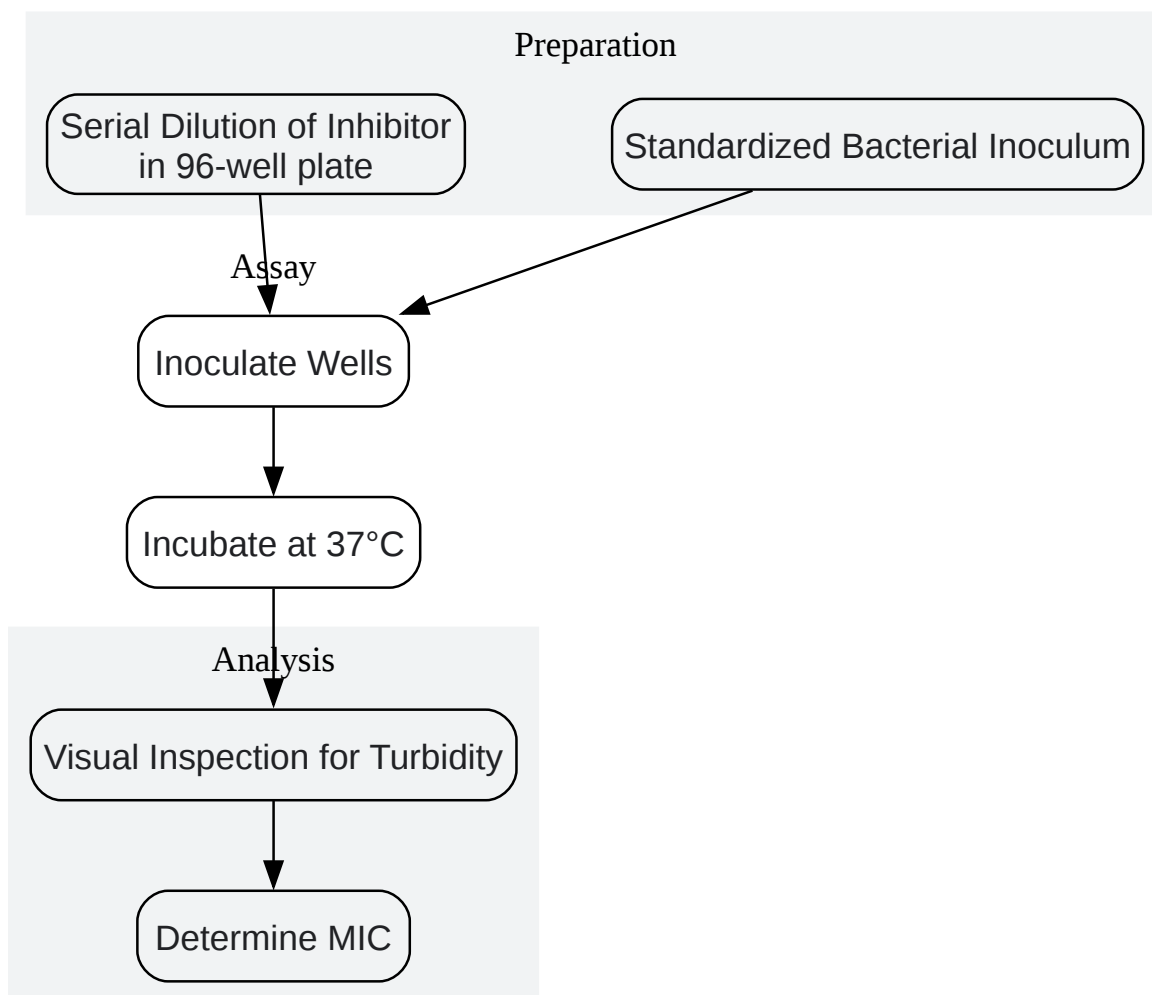 Preparation
Serial Dilution of Inhibitor
in 96-well plate
Standardized Bacterial Inoculum
Assay
Inoculate Wells
Incubate at 37°C
Analysis
Visual Inspection for Turbidity
Determine MIC